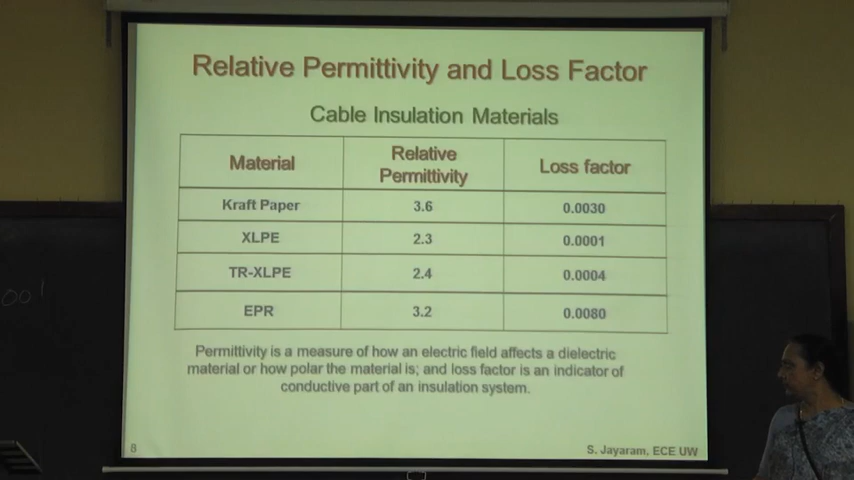 Relative Permittivity and Loss Factor
Cable Insulation Materials
Material Relative Permittivity Loss factor
Kraft Paper 3.6 0.0030
XLPE 2.3 0.0001
TR-XLPE 2.4 0.0004
EPR 3.2 0.0080
Permittivity is a measure of how an electric field affects a dielectric
material or how polar the material is; and loss factor is an indicator of
conductive part of an insulation system.
8
S. Jayaram, ECE UW